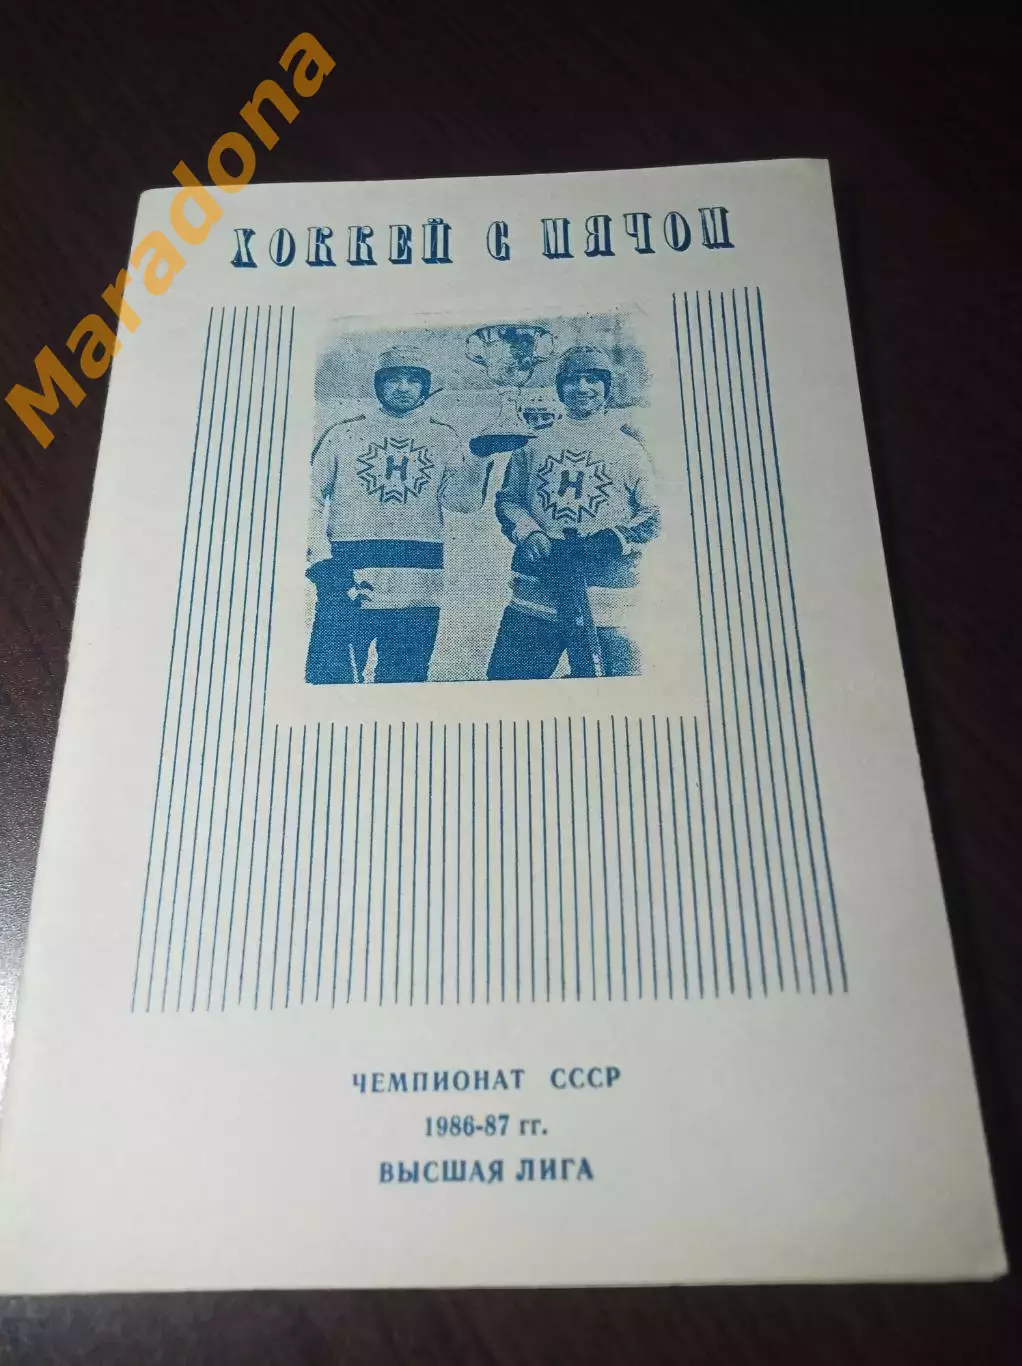 Maradona
ХОККЕЙ С МЯЧОМ
Н Н
ЧЕМПИОНАТ СССР
1986-87 гг.
ВЫСШАЯ ЛИГА